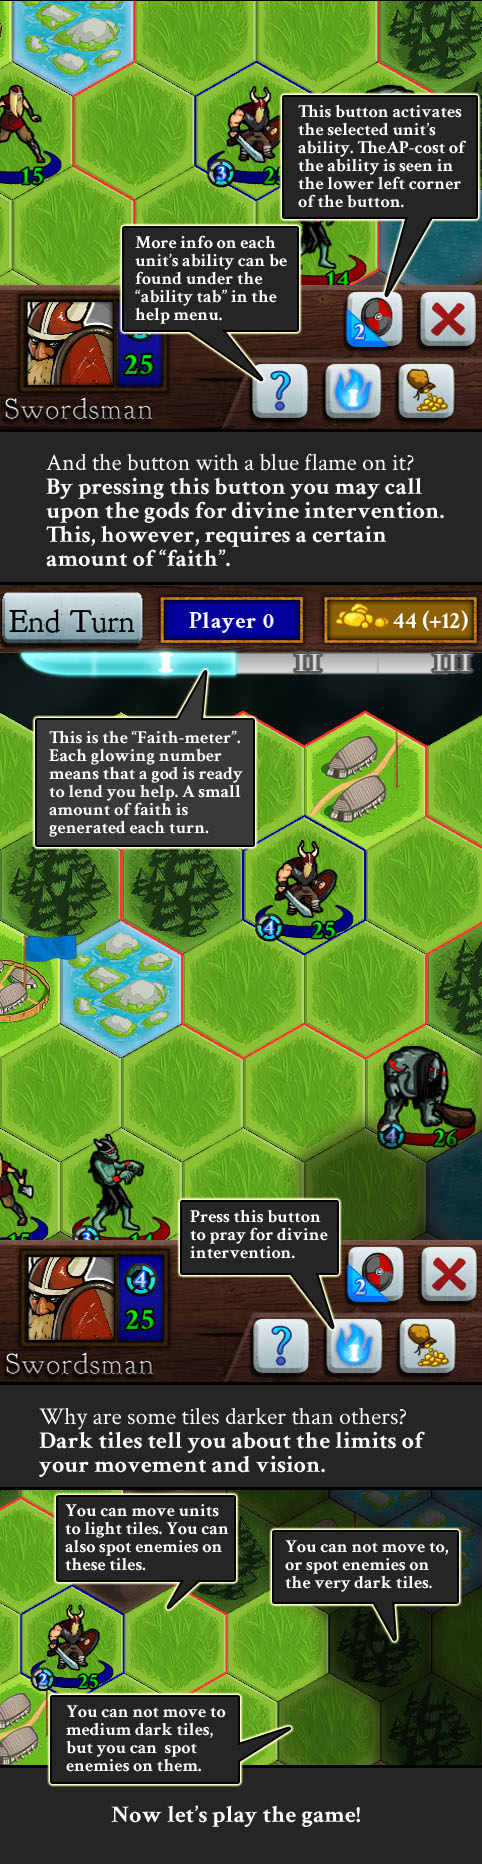 This button activates
the selected unit's
ability. TheAP-cost of
the ability is seen in
the lower left corner
of the button.
15
3
More info on each
unit's ability can be
found under the
"ability tab" in the
help menu.
14
25
2
?
I
Swordsman
And the button with a blue flame on it?
By pressing this button you may call
upon the gods for divine intervention.
This, however, requires a certain
amount of "faith".
End Turn
Player 0
44 (+12)
I
II
III
This is the "Faith-meter".
Each glowing number
means that a god is ready
to lend you help. A small
amount of faith is
generated each turn.
4
25
4
26
Press this button
to pray for divine
intervention.
4
25
2
?
I
Swordsman
Why are some tiles darker than others?
Dark tiles tell you about the limits of
your movement and vision.
You can move units
to light tiles. You can
also spot enemies on
these tiles.
You can not move to,
or spot enemies on
the very dark tiles.
2
25
You can not move to
medium dark tiles,
but you can spot
enemies on them.
Now let's play the game!